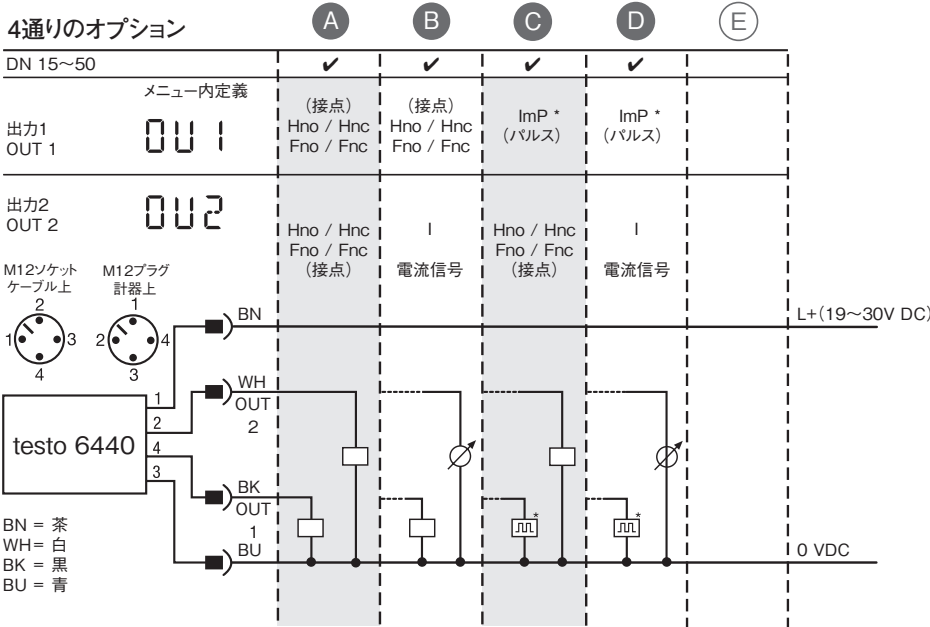 4通りのオプション
A B C D E
DN 15～50 ✔ ✔ ✔ ✔
メニュー内定義
出力1
OUT 1
OU1
(接点)
Hno / Hnc
Fno / Fnc
(接点)
Hno / Hnc
Fno / Fnc
ImP *
(パルス)
ImP *
(パルス)
出力2
OUT 2
OU2
Hno / Hnc
Fno / Fnc
(接点)
I
電流信号
Hno / Hnc
Fno / Fnc
(接点)
I
電流信号
M12ソケット
ケーブル上
2
1 3
4
M12プラグ
計器上
1
2 4
3
BN
L+(19～30V DC)
WH
OUT
2
testo 6440
1
2
4
3
BK
OUT
1
BU
*
*
0 VDC
BN = 茶
WH= 白
BK = 黒
BU = 青